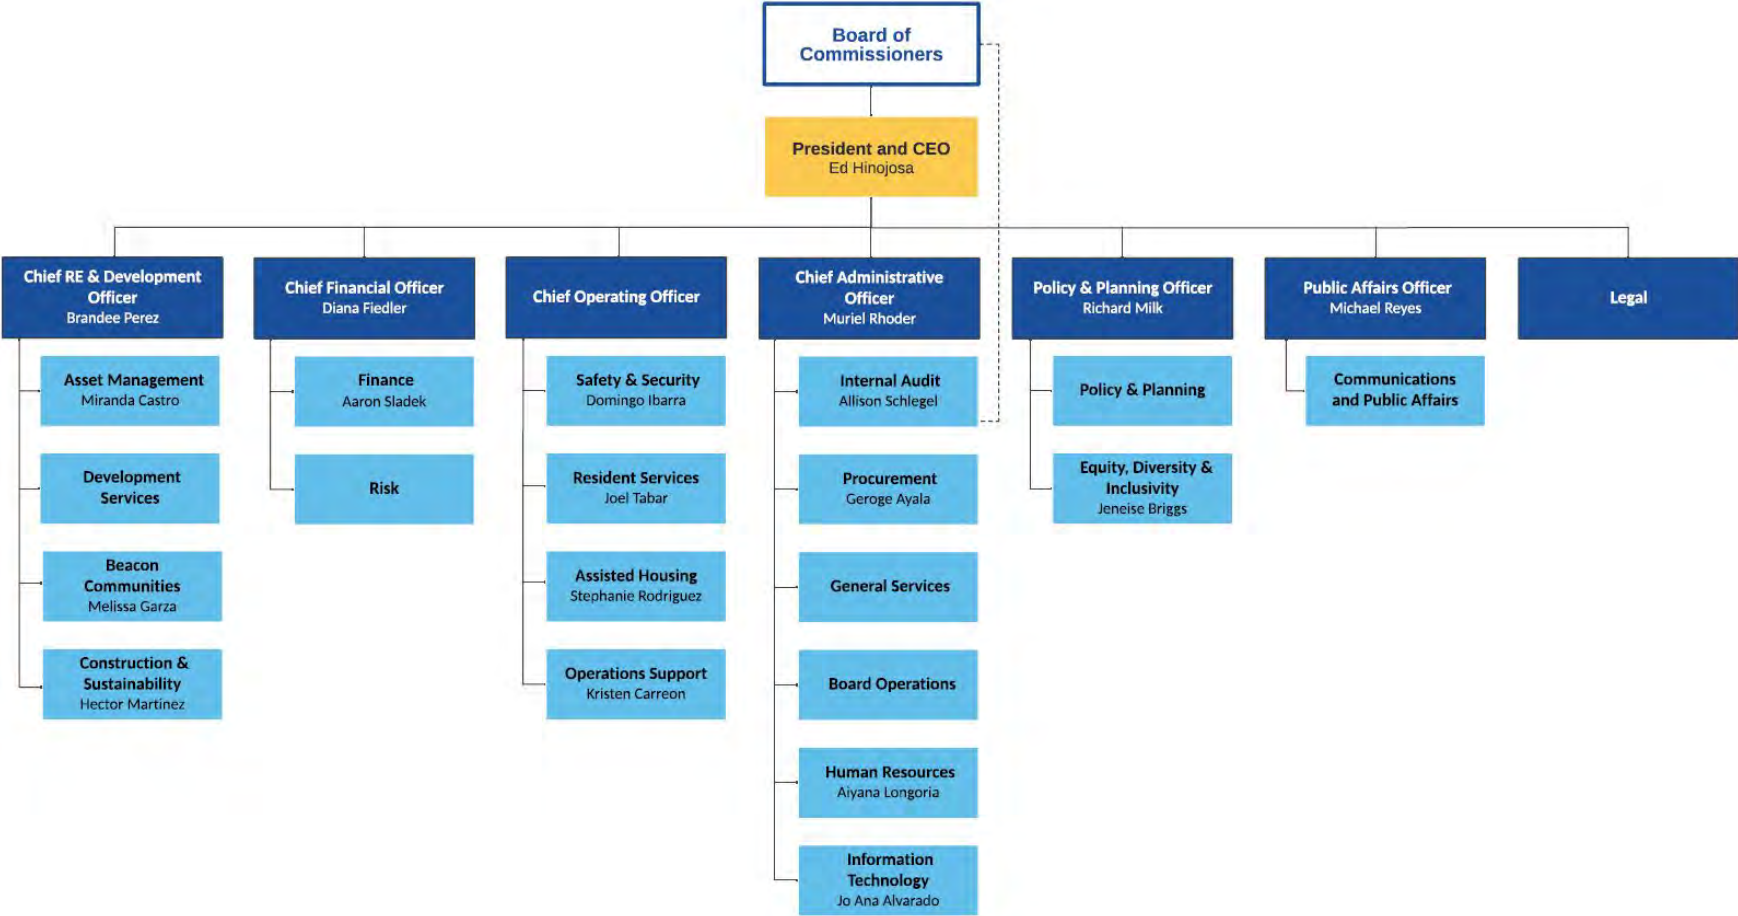 Board of
Commissioners
President and CEO
Ed Hinojosa
Chief RE & Development
Officer
Brandee Perez
Chief Financial Officer
Diana Fiedler
Chief Operating Officer
Chief Administrative
Officer
Muriel Rhoder
Policy & Planning Officer
Richard Milk
Public Affairs Officer
Michael Reyes
Legal
Asset Management
Miranda Castro
Development
Services
Beacon
Communities
Melissa Garza
Construction &
Sustainability
Hector Martinez
Finance
Aaron Sladek
Risk
Safety & Security
Domingo Ibarra
Resident Services
Joel Tabar
Assisted Housing
Stephanie Rodriguez
Operations Support
Kristen Carreon
Internal Audit
Allison Schlegel
Procurement
Geroge Ayala
General Services
Board Operations
Human Resources
Aiyana Longoria
Information
Technology
Jo Ana Alvarado
Policy & Planning
Equity, Diversity &
Inclusivity
Jeneise Briggs
Communications
and Public Affairs